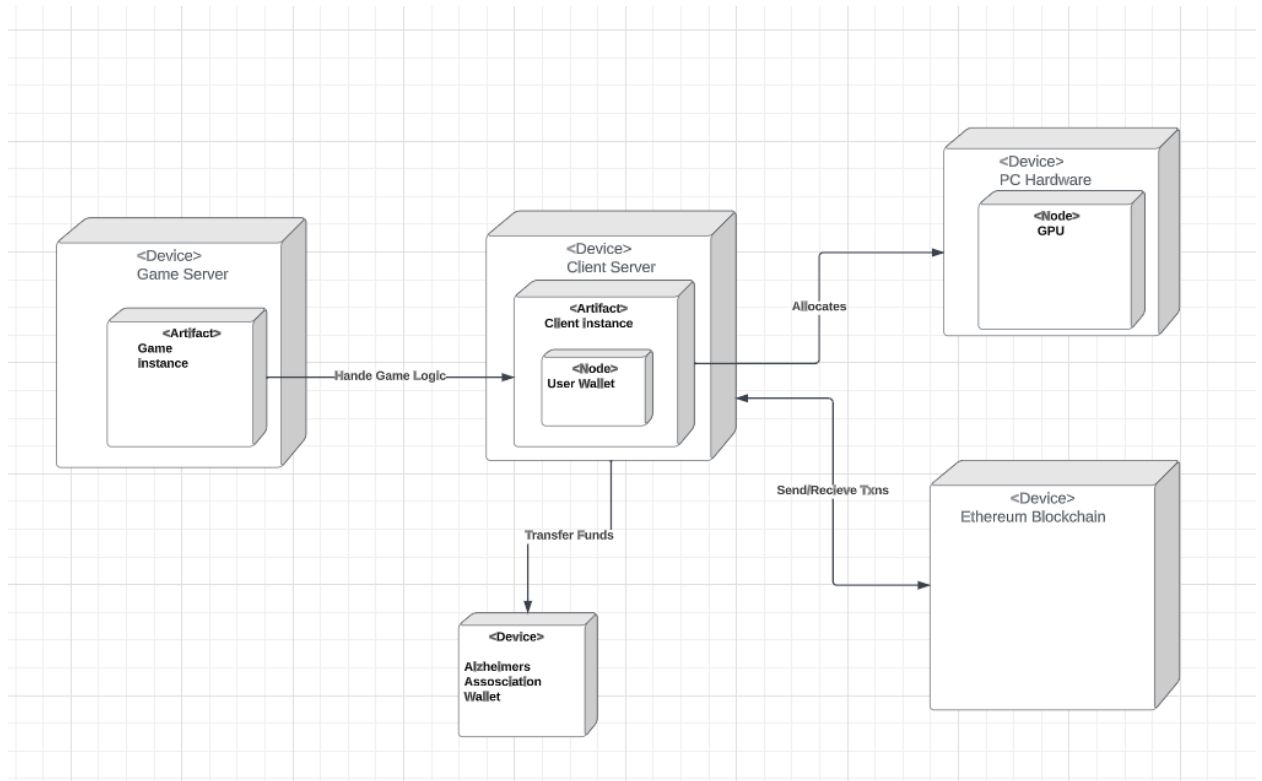 <Device>
Game Server
<Artifact>
Game
instance
Hande Game Logic
<Device>
Client Server
<Artifact>
Client instance
<Node>
User Wallet
Allocates
<Device>
PC Hardware
<Node>
GPU
Send/Recieve Txns
<Device>
Ethereum Blockchain
Transfer Funds
<Device>
Alzheimers
Assosciation
Wallet